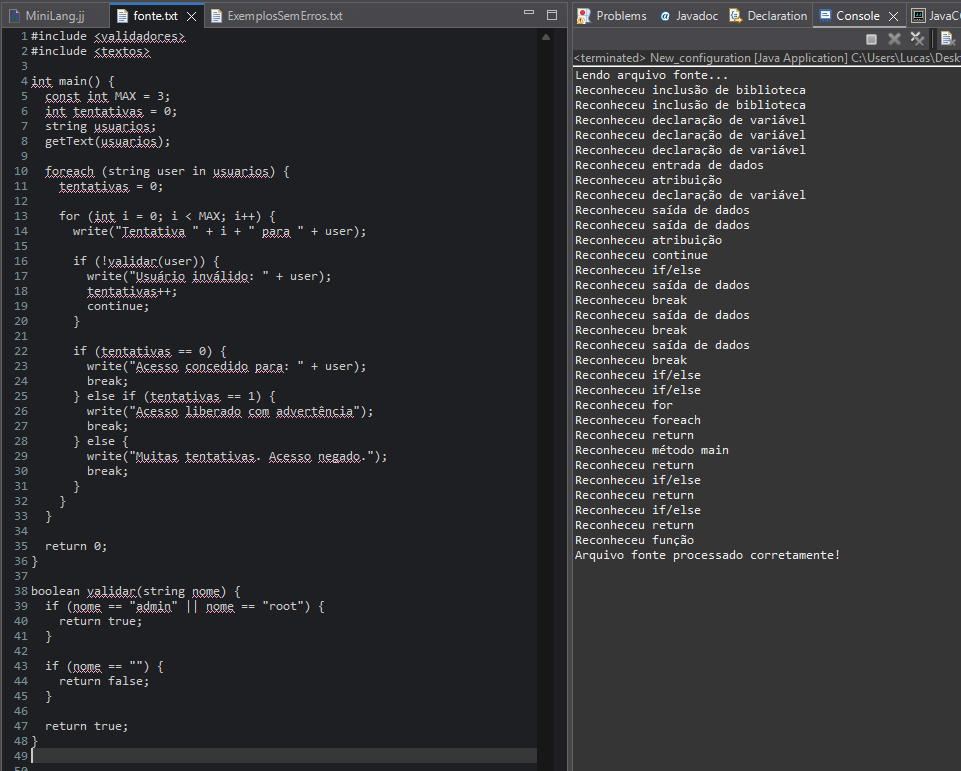 MiniLang.jj fonte.txt ExemplosSemErros.txt
1 #include <validadores>
2 #include <textos>
3
4 int main() {
5 const int MAX = 3;
6 int tentativas = 0;
7 string usuarios;
8 getText(usuarios);
9
10 foreach (string user in usuarios) {
11 tentativas = 0;
12
13 for (int i = 0; i < MAX; i++) {
14 write("Tentativa " + i + " para " + user);
15
16 if (!validar(user)) {
17 write("Usuário inválido: " + user);
18 tentativas++;
19 continue;
20 }
21
22 if (tentativas == 0) {
23 write("Acesso concedido para: " + user);
24 break;
25 } else if (tentativas == 1) {
26 write("Acesso liberado com advertência");
27 break;
28 } else {
29 write("Muitas tentativas. Acesso negado.");
30 break;
31 }
32 }
33 }
34
35 return 0;
36 }
37
38 boolean validar(string nome) {
39 if (nome == "admin" || nome == "root") {
40 return true;
41 }
42
43 if (nome == "") {
44 return false;
45 }
46
47 return true;
48 }
49
50
Problems Javadoc Declaration Console JavaC
<terminated> New_configuration [Java Application] C:\Users\Lucas\Desk
Lendo arquivo fonte...
Reconheceu inclusão de biblioteca
Reconheceu inclusão de biblioteca
Reconheceu declaração de variável
Reconheceu declaração de variável
Reconheceu declaração de variável
Reconheceu entrada de dados
Reconheceu atribuição
Reconheceu declaração de variável
Reconheceu saída de dados
Reconheceu saída de dados
Reconheceu atribuição
Reconheceu continue
Reconheceu if/else
Reconheceu saída de dados
Reconheceu break
Reconheceu saída de dados
Reconheceu break
Reconheceu saída de dados
Reconheceu break
Reconheceu if/else
Reconheceu if/else
Reconheceu for
Reconheceu foreach
Reconheceu return
Reconheceu método main
Reconheceu return
Reconheceu if/else
Reconheceu return
Reconheceu if/else
Reconheceu return
Reconheceu função
Arquivo fonte processado corretamente!